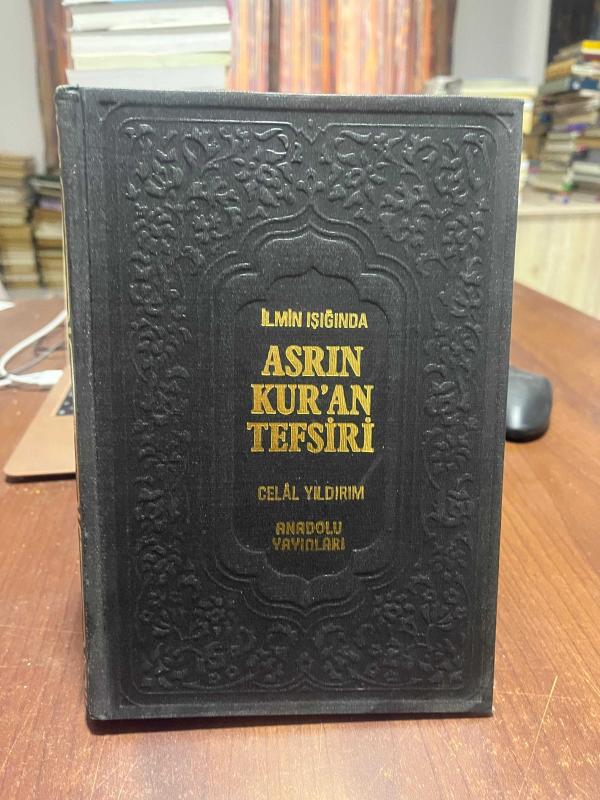 İLMİN IŞIĞINDA
ASRIN
KUR'AN
TEFSİRİ
CELÂL YILDIRIM
ANADOLU
YAYINLARI